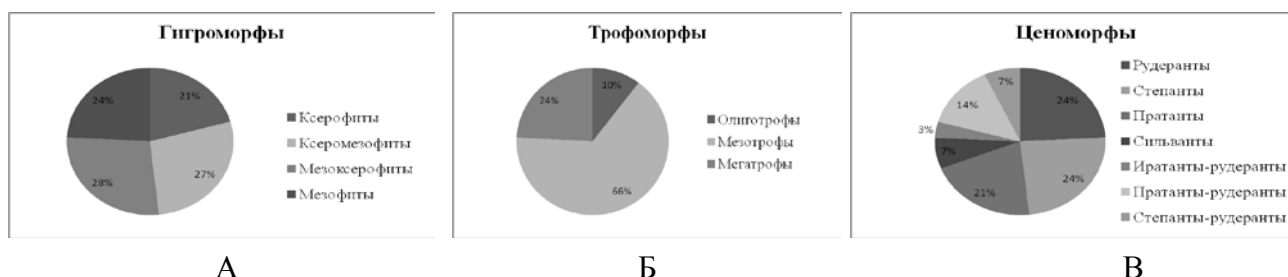 Гигроморфы
21%
27%
28%
24%
Ксерофиты
Ксеромезофиты
Мезоксерофиты
Мезофиты
А
Трофоморфы
10%
66%
24%
Олиготрофы
Мезотрофы
Мегатрофы
Б
Ценоморфы
24%
24%
21%
7%
3%
14%
7%
Рудеранты
Степанты
Пратанты
Сильванты
Иратанты-рудеранты
Пратанты-рудеранты
Степанты-рудеранты
В